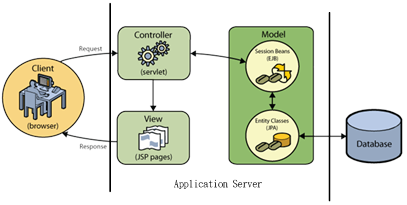 Client
(browser)
Request
Response
Controller
(servlet)
View
(JSP pages)
Model
Session Beans
(EJB)
Entity Classes
(JPA)
Database
Application Server